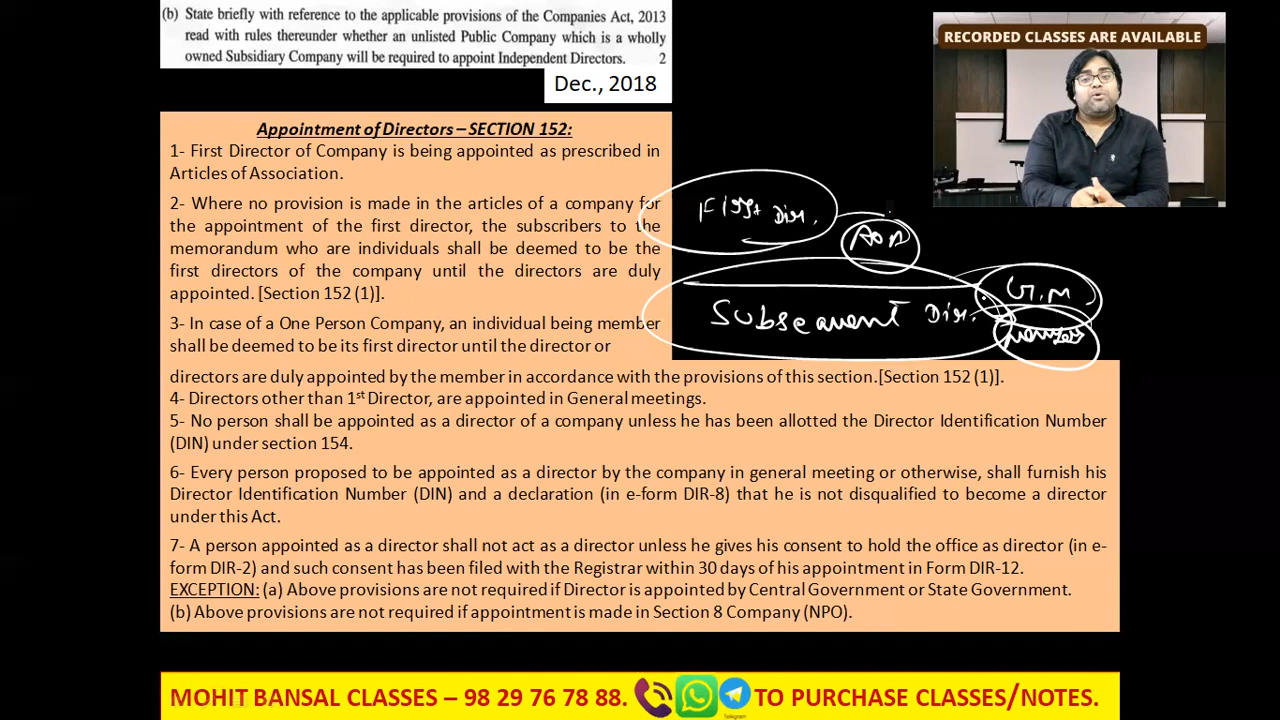 (b) State briefly with reference to the applicable provisions of the Companies Act, 2013
read with rules thereunder whether an unlisted Public Company which is a wholly
owned Subsidiary Company will be required to appoint Independent Directors. 2
Dec., 2018
RECORDED CLASSES ARE AVAILABLE
Appointment of Directors – SECTION 152:
1- First Director of Company is being appointed as prescribed in
Articles of Association.
2- Where no provision is made in the articles of a company for
the appointment of the first director, the subscribers to the
memorandum who are individuals shall be deemed to be the
first directors of the company until the directors are duly
appointed. [Section 152 (1)].
3- In case of a One Person Company, an individual being member
shall be deemed to be its first director until the director or
directors are duly appointed by the member in accordance with the provisions of this section.[Section 152 (1)].
4- Directors other than 1st Director, are appointed in General meetings.
5- No person shall be appointed as a director of a company unless he has been allotted the Director Identification Number
(DIN) under section 154.
6- Every person proposed to be appointed as a director by the company in general meeting or otherwise, shall furnish his
Director Identification Number (DIN) and a declaration (in e-form DIR-8) that he is not disqualified to become a director
under this Act.
7- A person appointed as a director shall not act as a director unless he gives his consent to hold the office as director (in e-
form DIR-2) and such consent has been filed with the Registrar within 30 days of his appointment in Form DIR-12.
EXCEPTION: (a) Above provisions are not required if Director is appointed by Central Government or State Government.
(b) Above provisions are not required if appointment is made in Section 8 Company (NPO).
First Dir.
AOA
G.M
Dir.
MOHIT BANSAL CLASSES – 98 29 76 78 88. TO PURCHASE CLASSES/NOTES.
Telegram